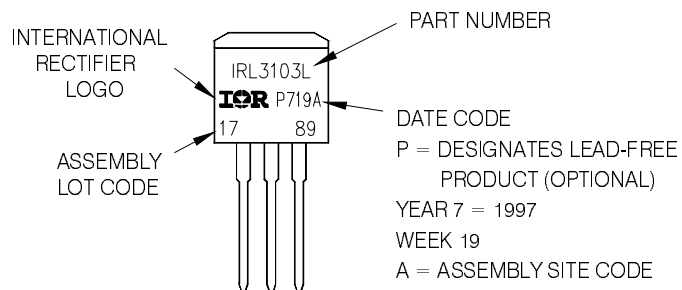 INTERNATIONAL
RECTIFIER
LOGO
ASSEMBLY
LOT CODE
IRL3103L
IOR P719A
17 89
PART NUMBER
DATE CODE
P = DESIGNATES LEAD-FREE
PRODUCT (OPTIONAL)
YEAR 7 = 1997
WEEK 19
A = ASSEMBLY SITE CODE